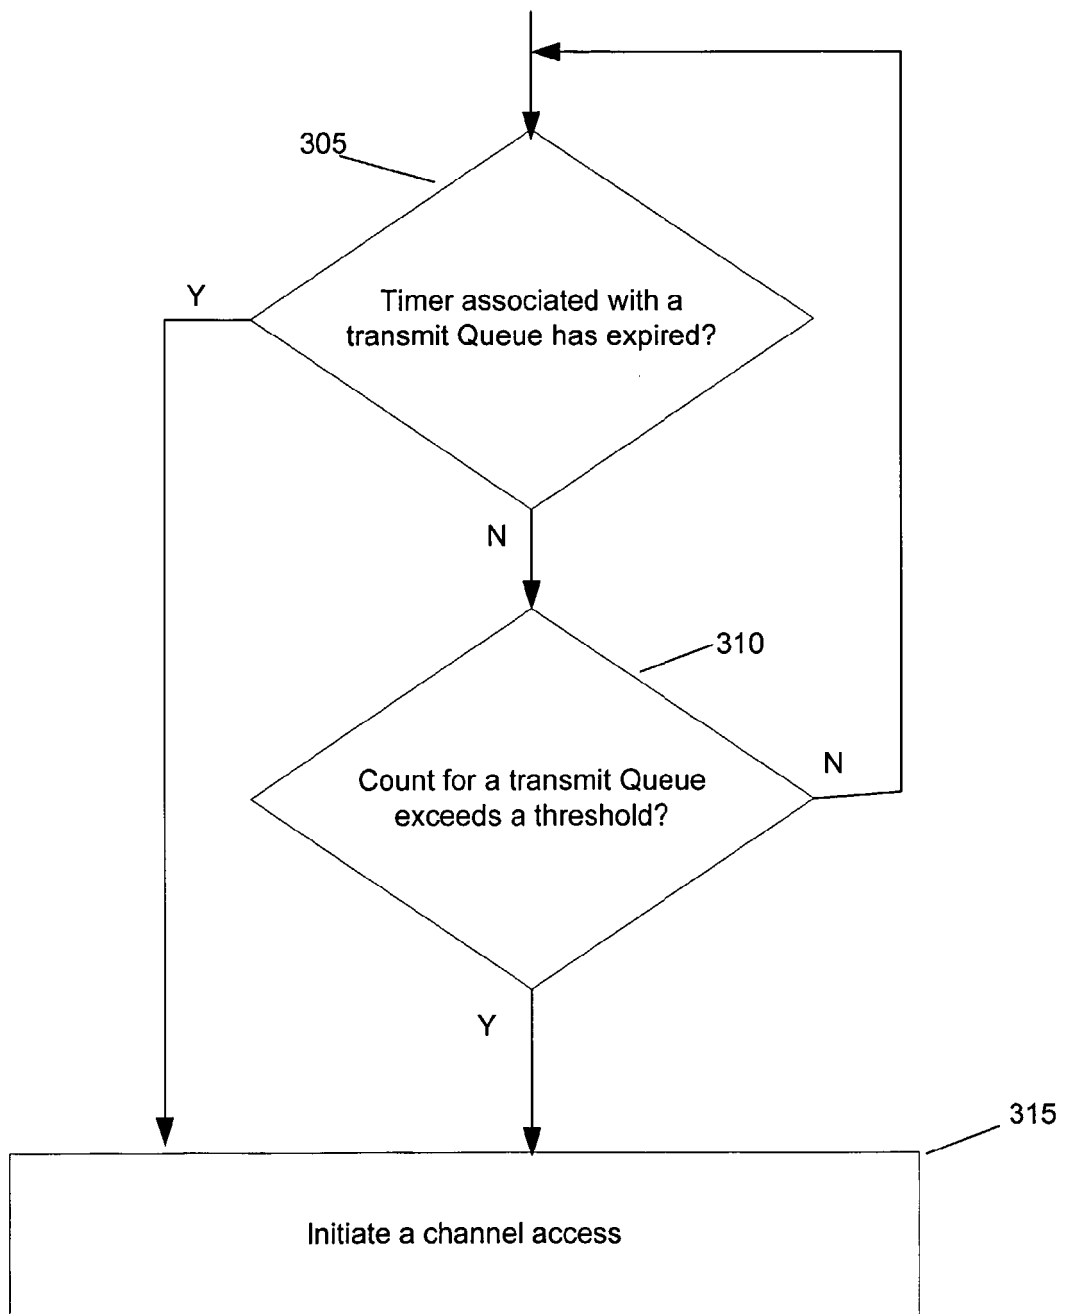 305
Y
Timer associated with a
transmit Queue has expired?
N
310
Count for a transmit Queue
exceeds a threshold?
N
Y
315
Initiate a channel access